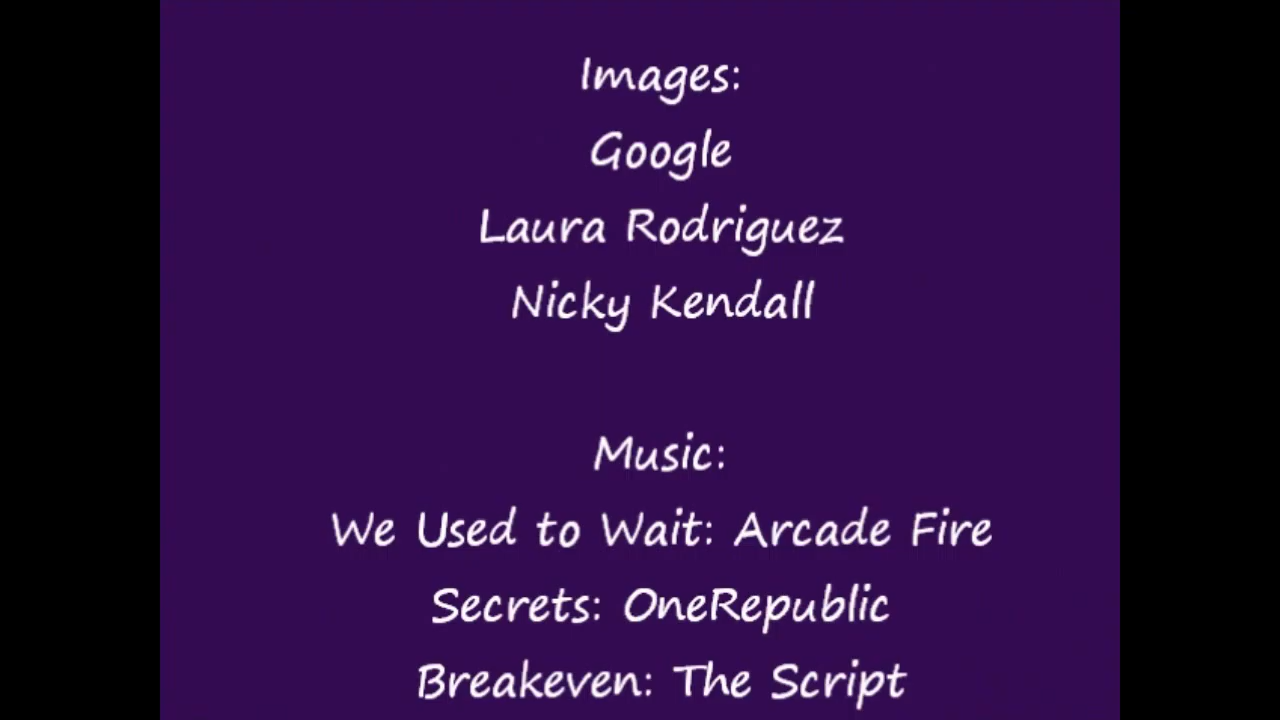 Images:
Google
Laura Rodriguez
Nicky Kendall
Music:
We Used to Wait: Arcade Fire
Secrets: OneRepublic
Breakeven: The Script